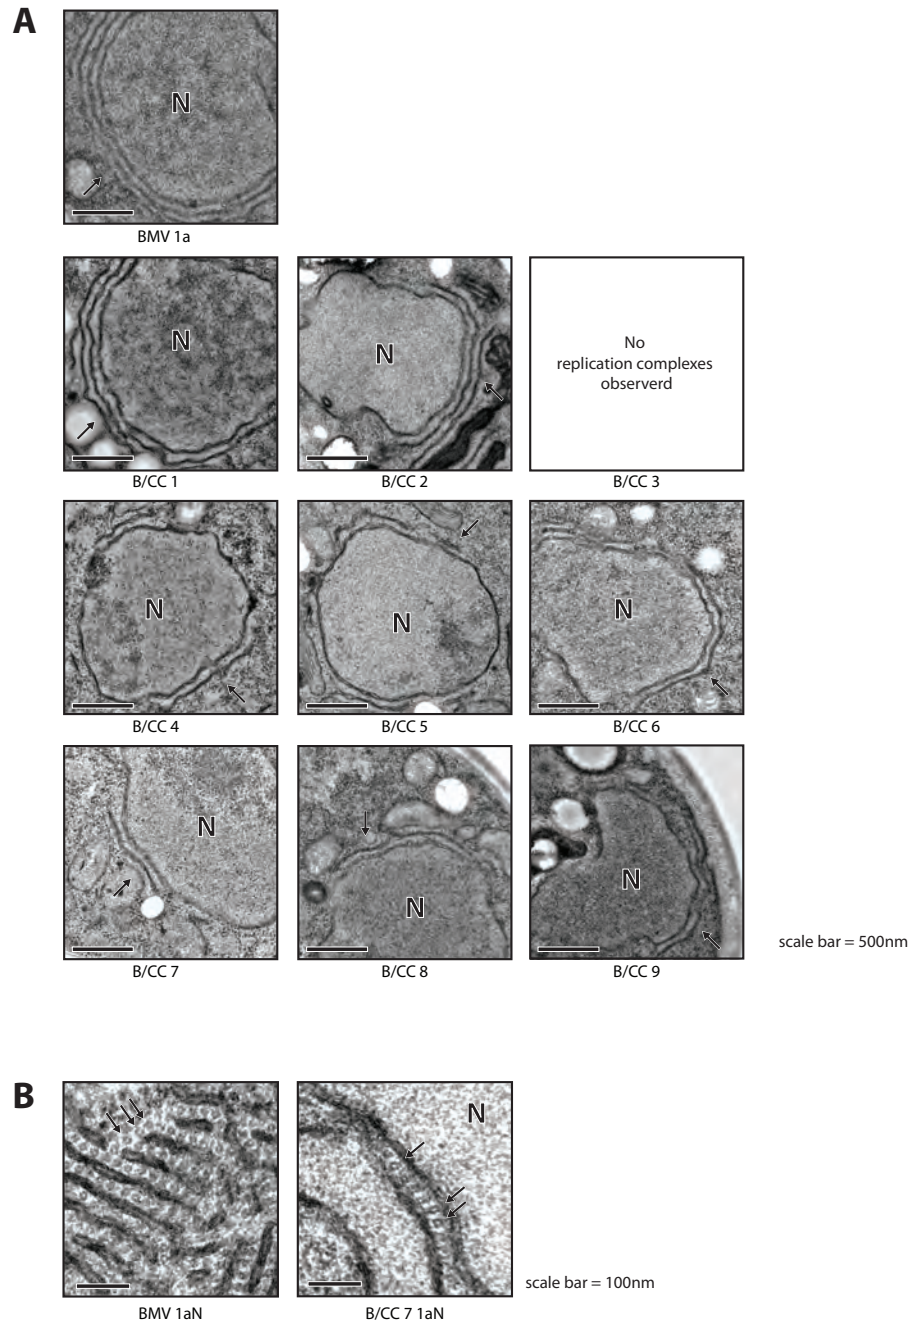 A
N
BMV 1a
N
N
No
replication complexes
observerd
B/CC 1
B/CC 2
B/CC 3
N
N
N
B/CC 4
B/CC 5
B/CC 6
N
N
N
scale bar = 500nm
B/CC 7
B/CC 8
B/CC 9
B
N
scale bar = 100nm
BMV 1aN
B/CC 7 1aN